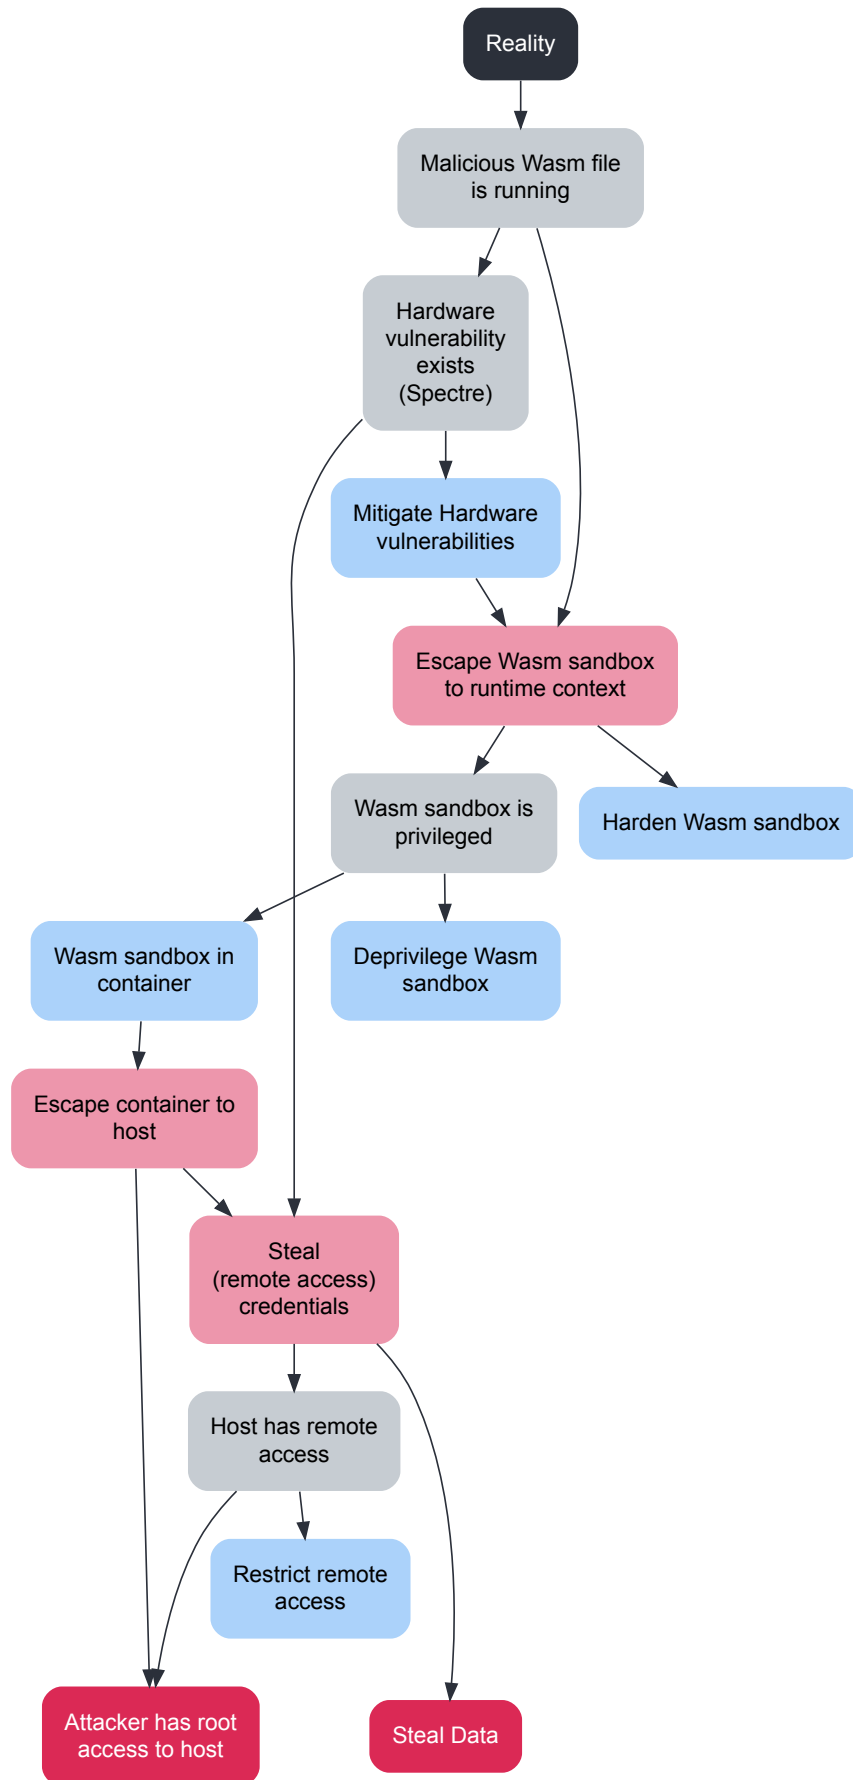 Reality
Malicious Wasm file
is running
Hardware
vulnerability
exists
(Spectre)
Mitigate Hardware
vulnerabilities
Escape Wasm sandbox
to runtime context
Wasm sandbox is
privileged
Harden Wasm sandbox
Wasm sandbox in
container
Deprivilege Wasm
sandbox
Escape container to
host
Steal
(remote access)
credentials
Host has remote
access
Restrict remote
access
Attacker has root
access to host
Steal Data